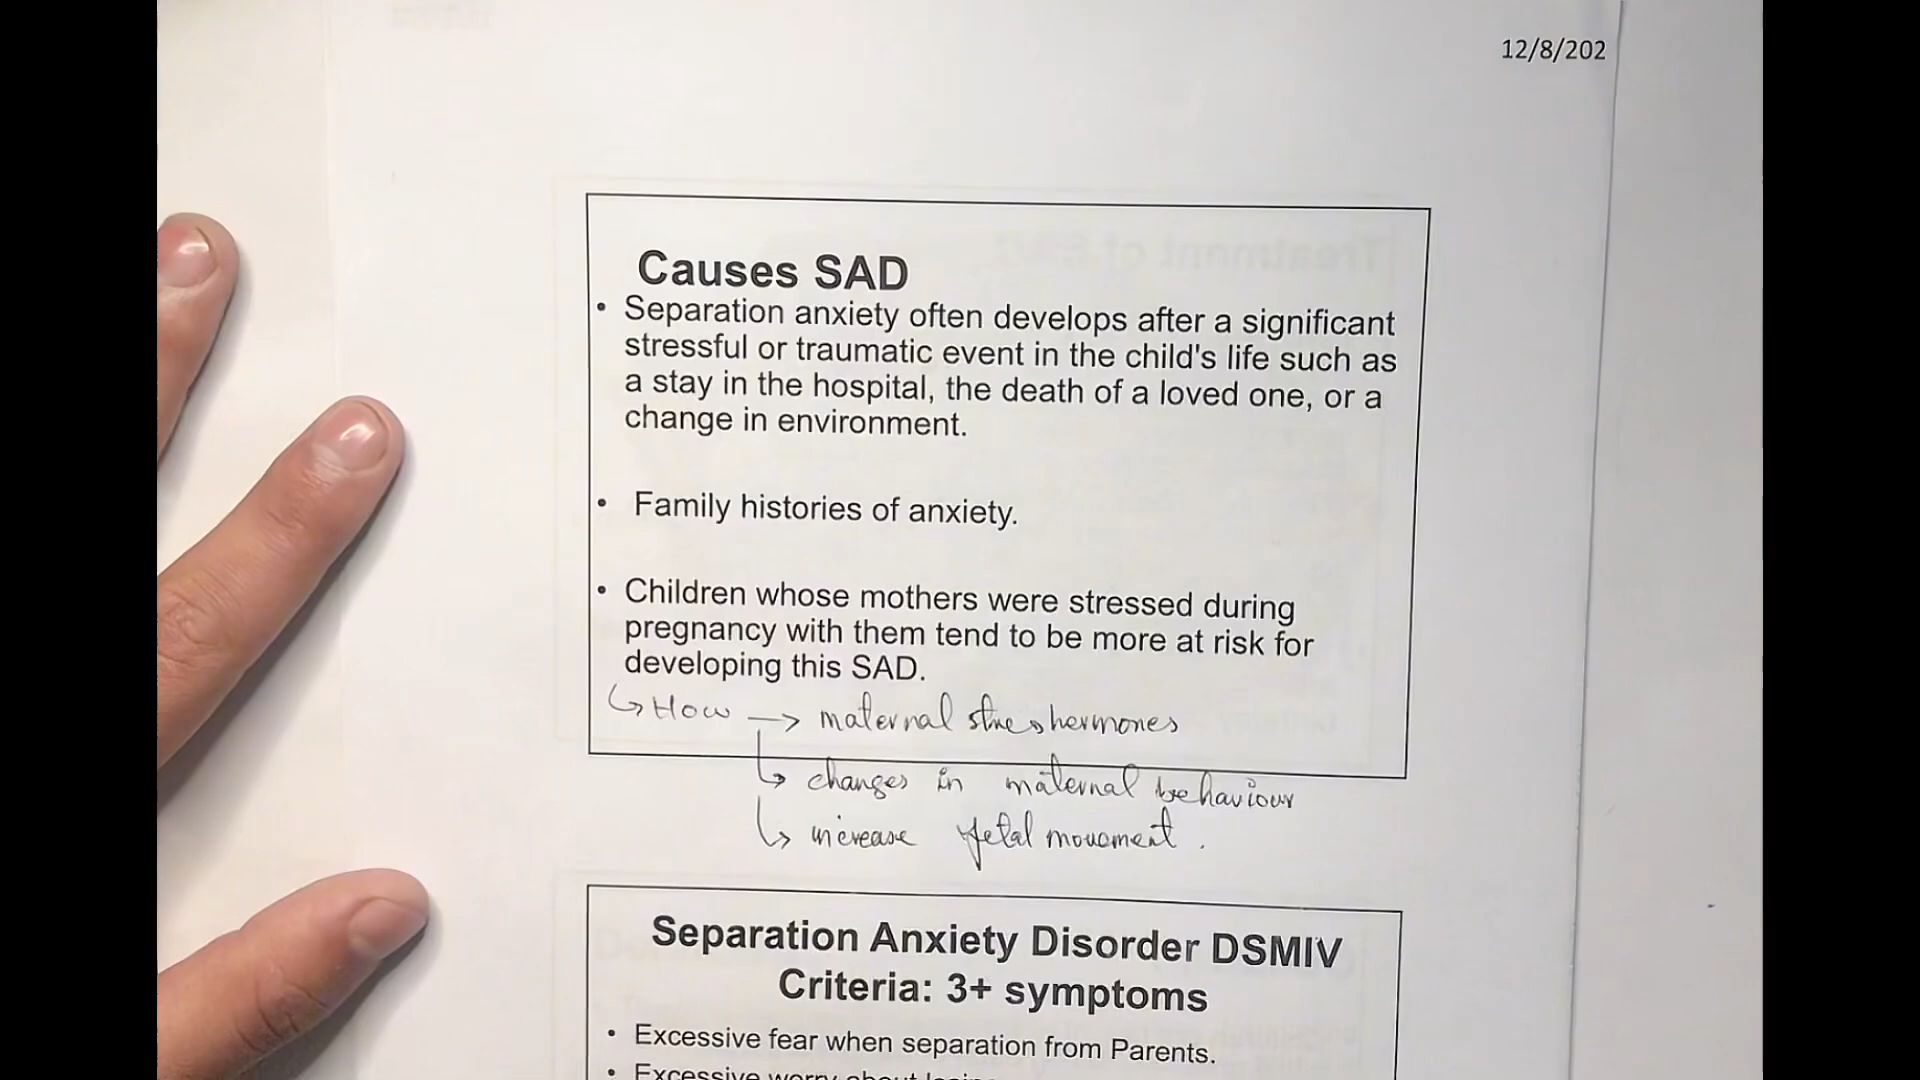 12/8/202
Causes SAD
• Separation anxiety often develops after a significant
stressful or traumatic event in the child's life such as
a stay in the hospital, the death of a loved one, or a
change in environment.
• Family histories of anxiety.
• Children whose mothers were stressed during
pregnancy with them tend to be more at risk for
developing this SAD.
↳ How → maternal stress hormones
↳ changes in maternal behaviour
↳ increase fetal movement.
Separation Anxiety Disorder DSMIV
Criteria: 3+ symptoms
• Excessive fear when separation from Parents.
• Excessive worry about